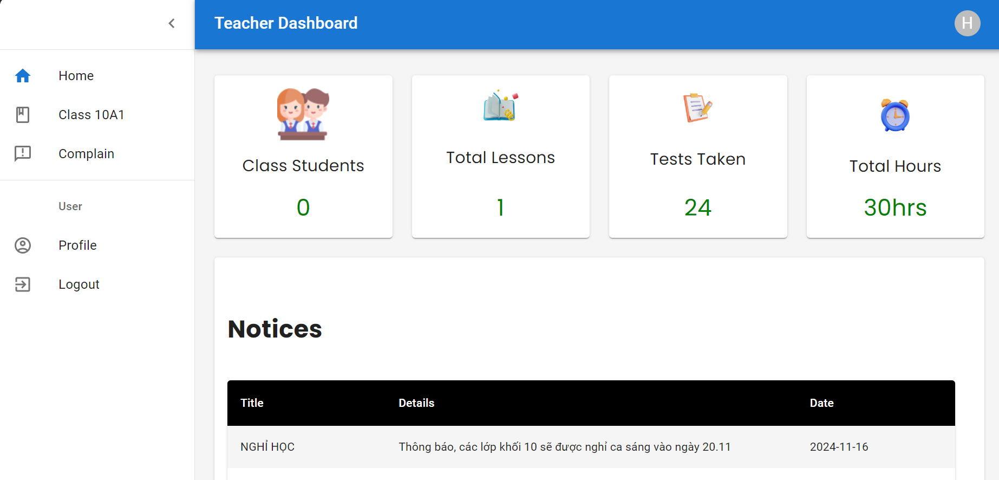 Teacher Dashboard
H
Home
Class 10A1
Complain
User
Profile
Logout
Class Students
0
Total Lessons
1
Tests Taken
24
Total Hours
30hrs
Notices
Title Details Date
NGHỈ HỌC Thông báo, các lớp khối 10 sẽ được nghỉ ca sáng vào ngày 20.11 2024-11-16